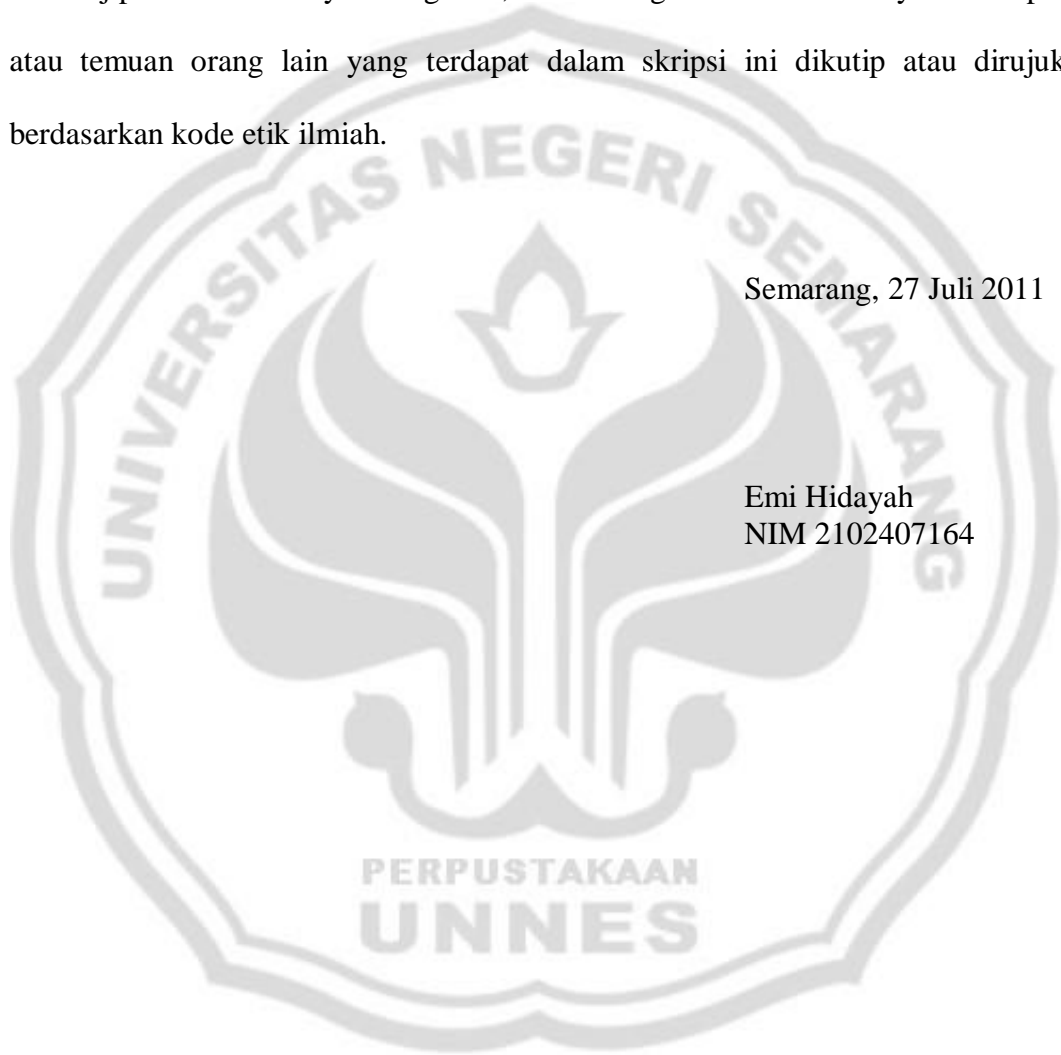 atau temuan orang lain yang terdapat dalam skripsi ini dikutip atau dirujuk
berdasarkan kode etik ilmiah.
UNIVERSITAS NEGERI SEMARANG
Semarang, 27 Juli 2011
Emi Hidayah
NIM 2102407164
PERPUSTAKAAN
UNNES